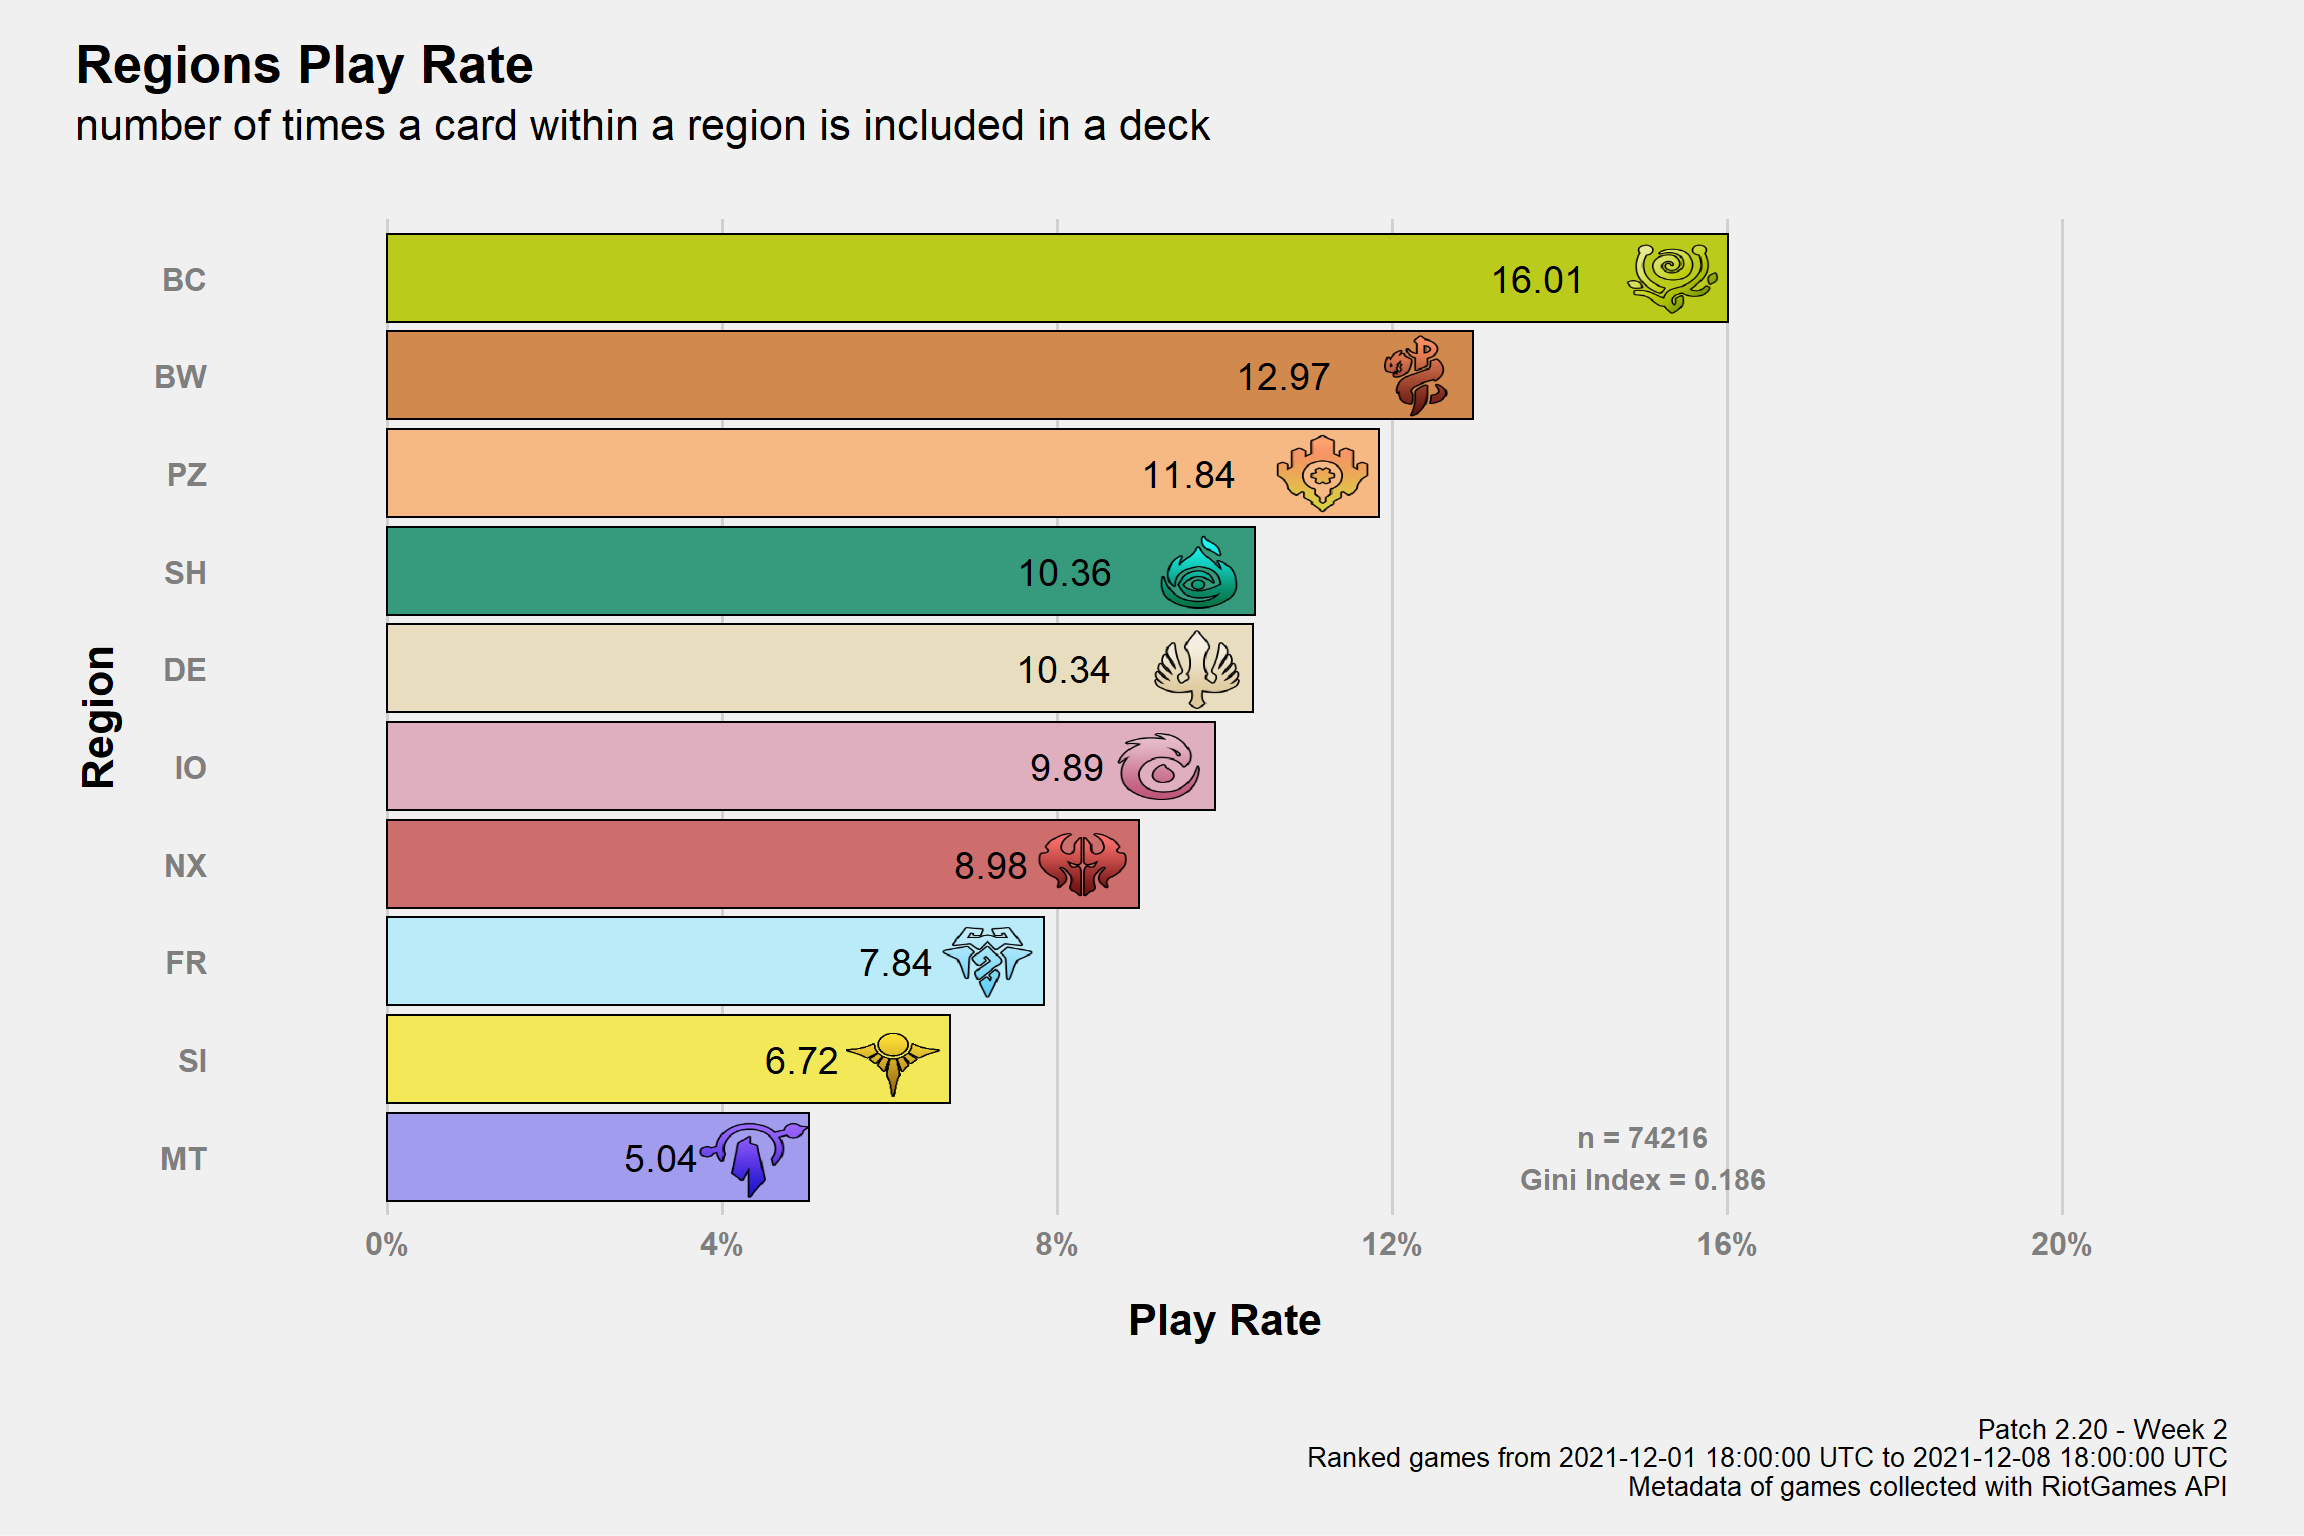 Regions Play Rate
number of times a card within a region is included in a deck
BC
16.01
BW
12.97
PZ
11.84
SH
10.36
DE
10.34
IO
9.89
NX
8.98
FR
7.84
SI
6.72
MT
5.04
Region
n = 74216
Gini Index = 0.186
0% 4% 8% 12% 16% 20%
Play Rate
Patch 2.20 - Week 2
Ranked games from 2021-12-01 18:00:00 UTC to 2021-12-08 18:00:00 UTC
Metadata of games collected with RiotGames API